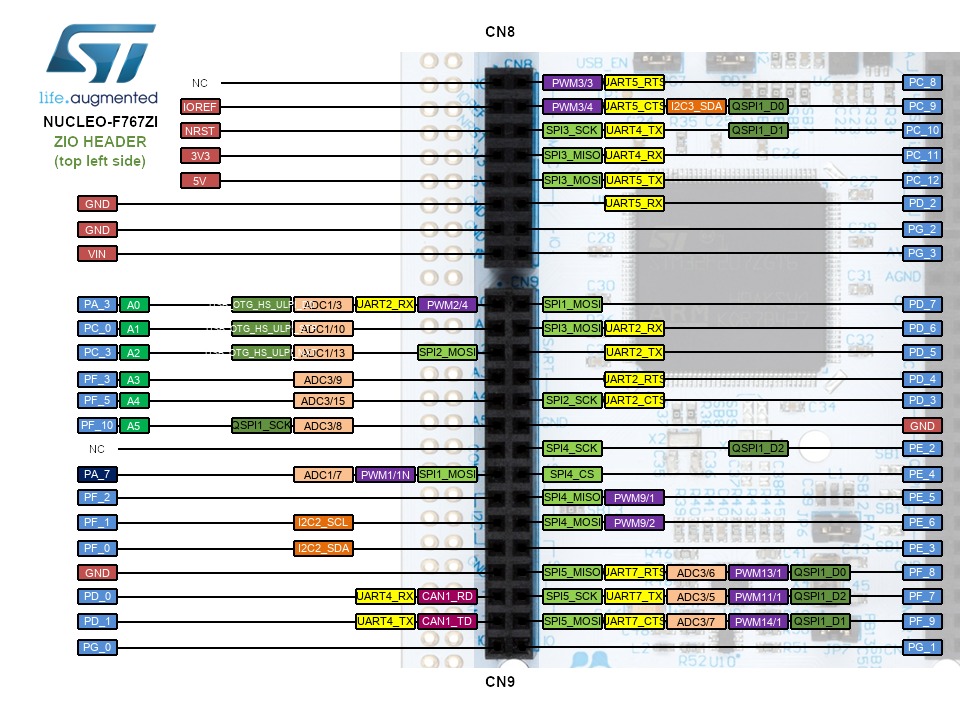 CN8
life.augmented
NUCLEO-F767ZI
ZIO HEADER
(top left side)
CN8 USB_EN
NC PWM3/3 UART5_RTS PC_8
IOREF PWM3/4 UART5_CTS I2C3_SDA QSPI1_D0 PC_9
NRST SPI3_SCK UART4_TX QSPI1_D1 PC_10
3V3 SPI3_MISO UART4_RX PC_11
5V SPI3_MOSI UART5_TX PC_12
GND UART5_RX PD_2
GND PG_2
VIN PG_3
CN9
PA_3 A0 ADC1/3 UART2_RX PWM2/4 SPI1_MOSI PD_7
PC_0 A1 ADC1/10 SPI3_MOSI UART2_RX PD_6
PC_3 A2 ADC1/13 SPI2_MOSI UART2_TX PD_5
PF_3 A3 ADC3/9 UART2_RTS PD_4
PF_5 A4 ADC3/15 SPI2_SCK UART2_CTS PD_3
PF_10 A5 QSPI1_SCK ADC3/8 GND
NC SPI4_SCK QSPI1_D2 PE_2
PA_7 ADC1/7 PWM1/1N SPI1_MOSI SPI4_CS PE_4
PF_2 SPI4_MISO PWM9/1 PE_5
PF_1 I2C2_SCL SPI4_MOSI PWM9/2 PE_6
PF_0 I2C2_SDA PE_3
GND SPI5_MISO UART7_RTS ADC3/6 PWM13/1 QSPI1_D0 PF_8
PD_0 UART4_RX CAN1_RD SPI5_SCK UART7_TX ADC3/5 PWM11/1 QSPI1_D2 PF_7
PD_1 UART4_TX CAN1_TD SPI5_MOSI UART7_CTS ADC3/7 PWM14/1 QSPI1_D1 PF_9
PG_0 PG_1
CN9